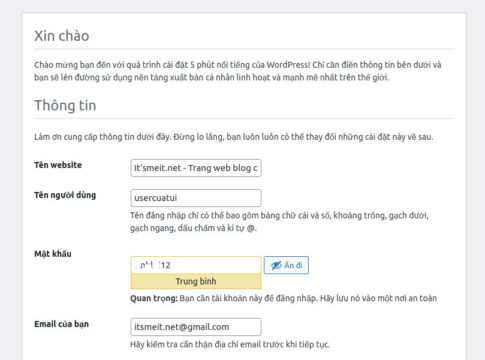 Xin chào
Chào mừng bạn đến với quá trình cài đặt 5 phút nổi tiếng của WordPress! Chỉ cần điền thông tin bên dưới và
bạn sẽ lên đường sử dụng nền tảng xuất bản cá nhân linh hoạt và mạnh mẽ nhất trên thế giới.
Thông tin
Làm ơn cung cấp thông tin dưới đây. Đừng lo lắng, bạn luôn luôn có thể thay đổi những cài đặt này về sau.
Tên website
It'smeit.net - Trang web blog c
Tên người dùng
usercuatui
Tên đăng nhập chỉ có thể bao gồm bảng chữ cái và số, khoảng trống, gạch dưới,
gạch ngang, dấu chấm và kí tự @.
Mật khẩu
12
Ẩn đi
Trung bình
Quan trọng: Bạn cần tài khoản này để đăng nhập. Hãy lưu nó vào một nơi an toàn
Email của bạn
itsmeit.net@gmail.com
Hãy kiểm tra cẩn thận địa chỉ email trước khi tiếp tục.